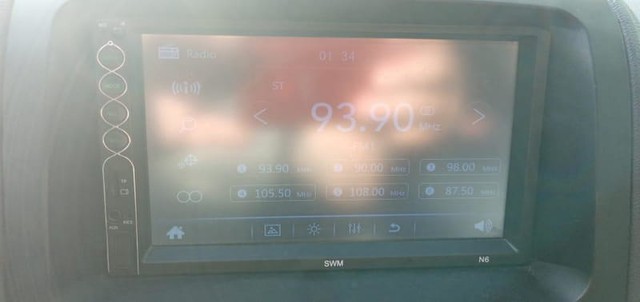 Radio 01:34
ST
93.90 MHz
93.90 MHz 90.00 MHz 98.00 MHz
105.50 MHz 108.00 MHz 87.50 MHz
SWM N6